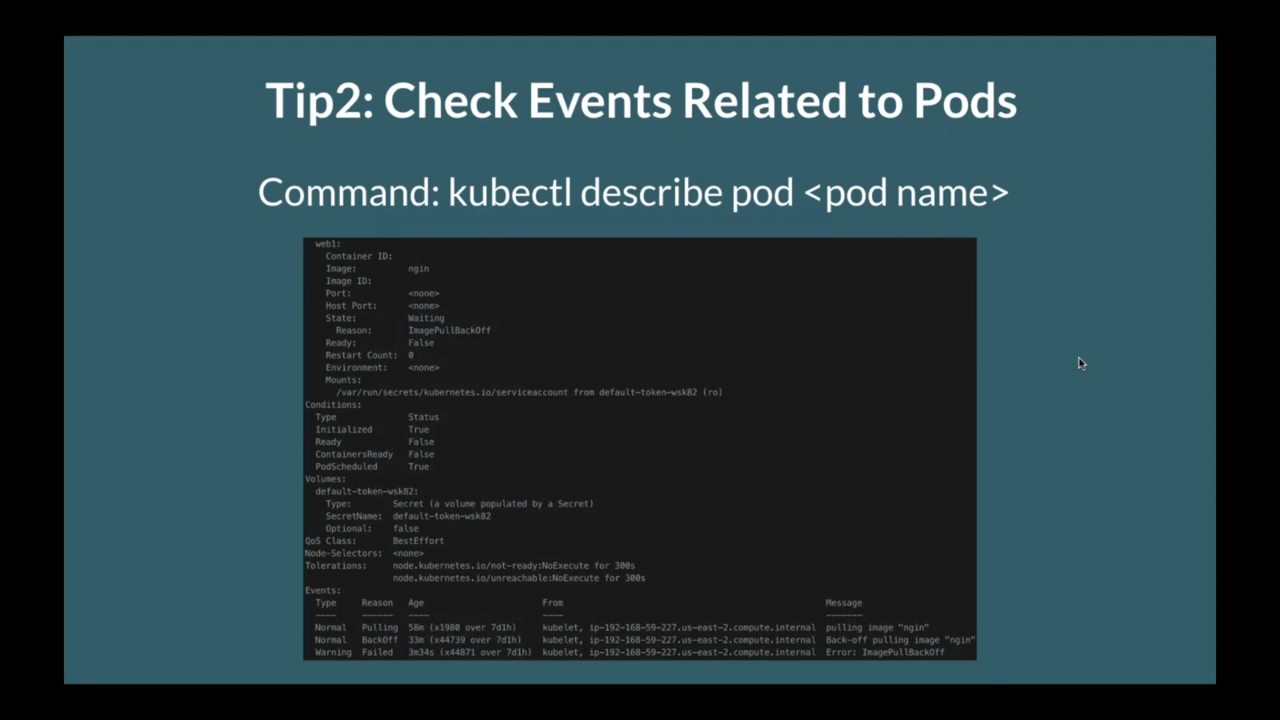 Tip2: Check Events Related to Pods
Command: kubectl describe pod <pod name>
web1:
Container ID:
Image: ngin
Image ID:
Port: <none>
Host Port: <none>
State: Waiting
Reason: ImagePullBackOff
Ready: False
Restart Count: 0
Environment: <none>
Mounts:
/var/run/secrets/kubernetes.io/serviceaccount from default-token-wsk82 (ro)
Conditions:
Type Status
Initialized True
Ready False
ContainersReady False
PodScheduled True
Volumes:
default-token-wsk82:
Type: Secret (a volume populated by a Secret)
SecretName: default-token-wsk82
Optional: false
QoS Class: BestEffort
Node-Selectors: <none>
Tolerations: node.kubernetes.io/not-ready:NoExecute for 300s
node.kubernetes.io/unreachable:NoExecute for 300s
Events:
Type Reason Age From Message
---- ------ ---- ---- -------
Normal Pulling 58m (x1980 over 7d1h) kubelet, ip-192-168-59-227.us-east-2.compute.internal pulling image "ngin"
Normal BackOff 33m (x44739 over 7d1h) kubelet, ip-192-168-59-227.us-east-2.compute.internal Back-off pulling image "ngin"
Warning Failed 3m34s (x44871 over 7d1h) kubelet, ip-192-168-59-227.us-east-2.compute.internal Error: ImagePullBackOff